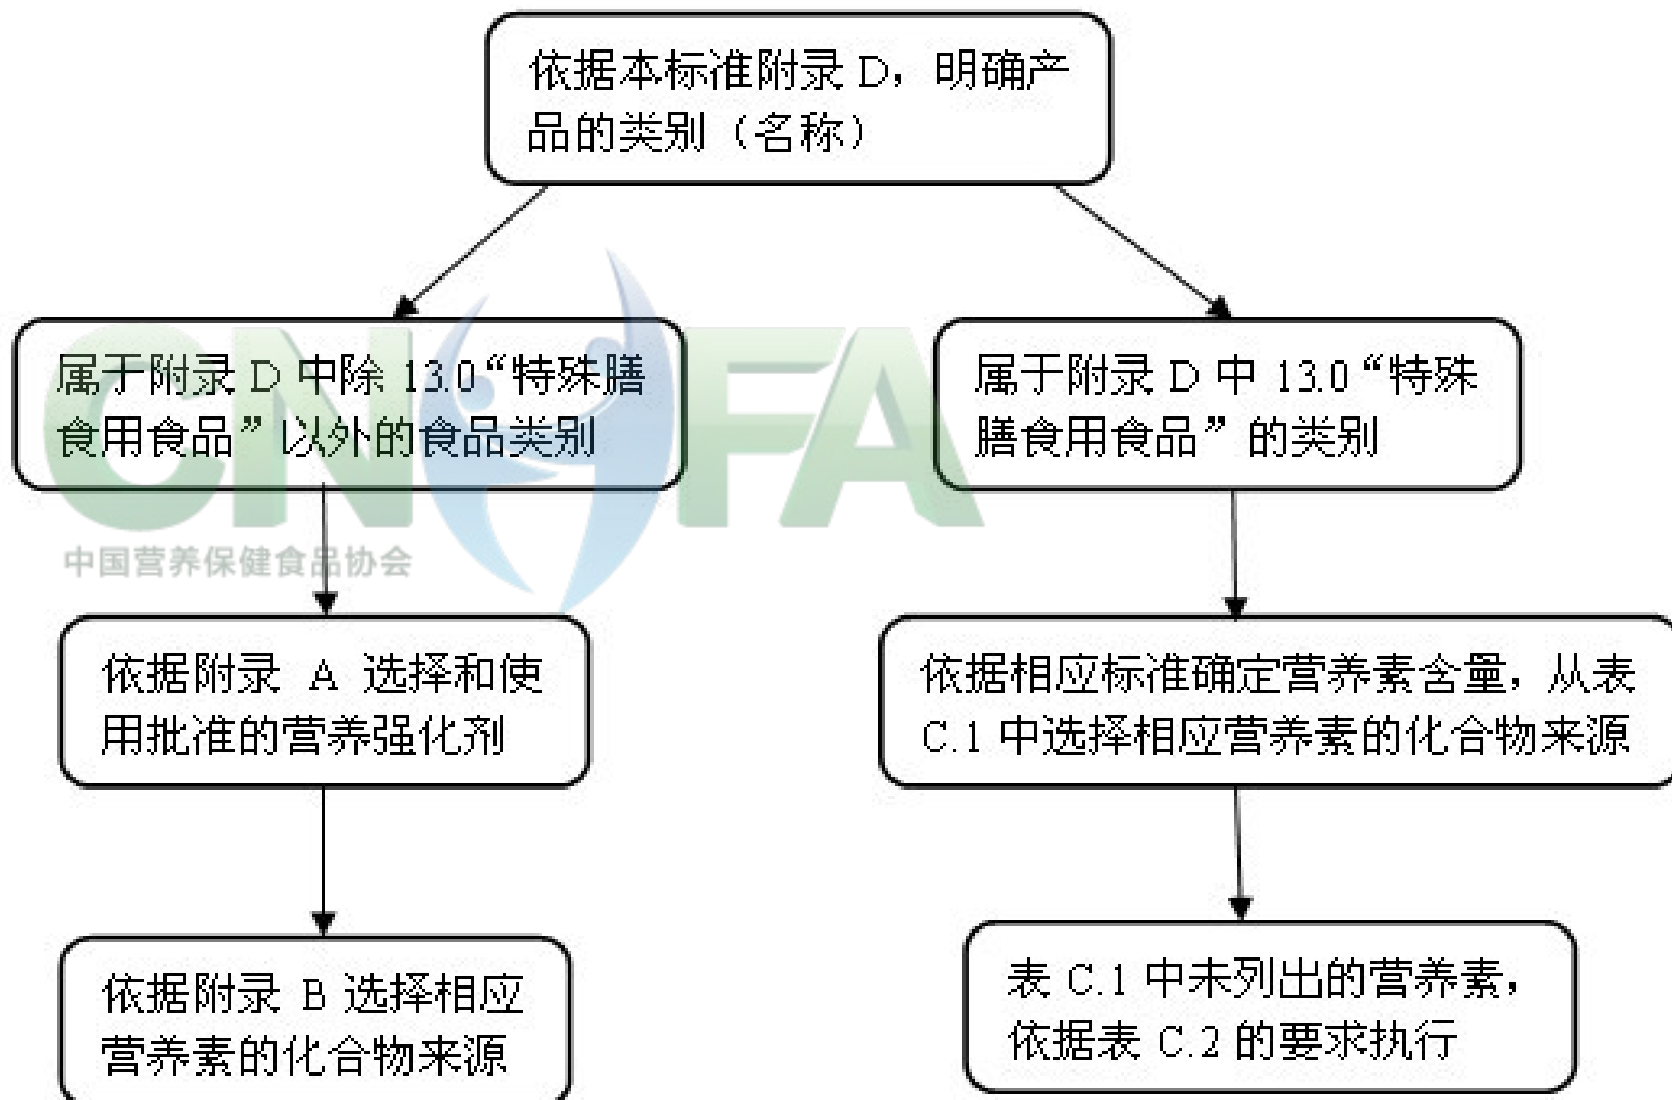 依据本标准附录 D，明确产
品的类别（名称）
属于附录 D 中除 13.0“特殊膳
食用食品”以外的食品类别
属于附录 D 中 13.0“特殊
膳食用食品”的类别
CNHFA
中国营养保健食品协会
依据附录 A 选择和使
用批准的营养强化剂
依据相应标准确定营养素含量，从表
C.1 中选择相应营养素的化合物来源
依据附录 B 选择相应
营养素的化合物来源
表 C.1 中未列出的营养素，
依据表 C.2 的要求执行